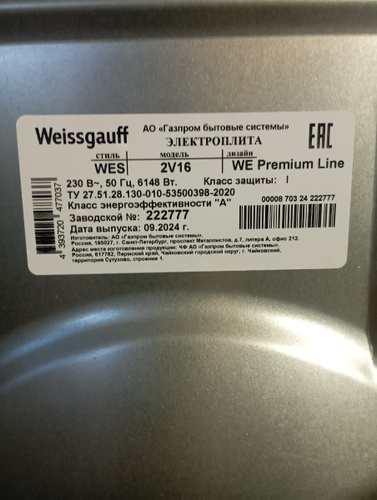 Weissgauff
АО «Газпром бытовые системы»
ЭЛЕКТРОПЛИТА
EAC
стиль модель дизайн
WES 2V16 WE Premium Line
230 В~, 50 Гц, 6148 Вт. Класс защиты: I
ТУ 27.51.28.130-010-53500398-2020
Класс энергоэффективности "А"
00008 703 24 222777
Заводской №: 222777
Дата выпуска: 09.2024 г.
Изготовитель: АО «Газпром бытовые системы».
Россия, 195027, г. Санкт-Петербург, проспект Металлистов, д.7, литера А, офис 212.
Адрес места изготовления продукции: ЧФ АО «Газпром бытовые системы».
Россия, 617762, Пермский край, Чайковский городской округ, г. Чайковский,
территория Сутузово, строение 1.
4 393720 477037